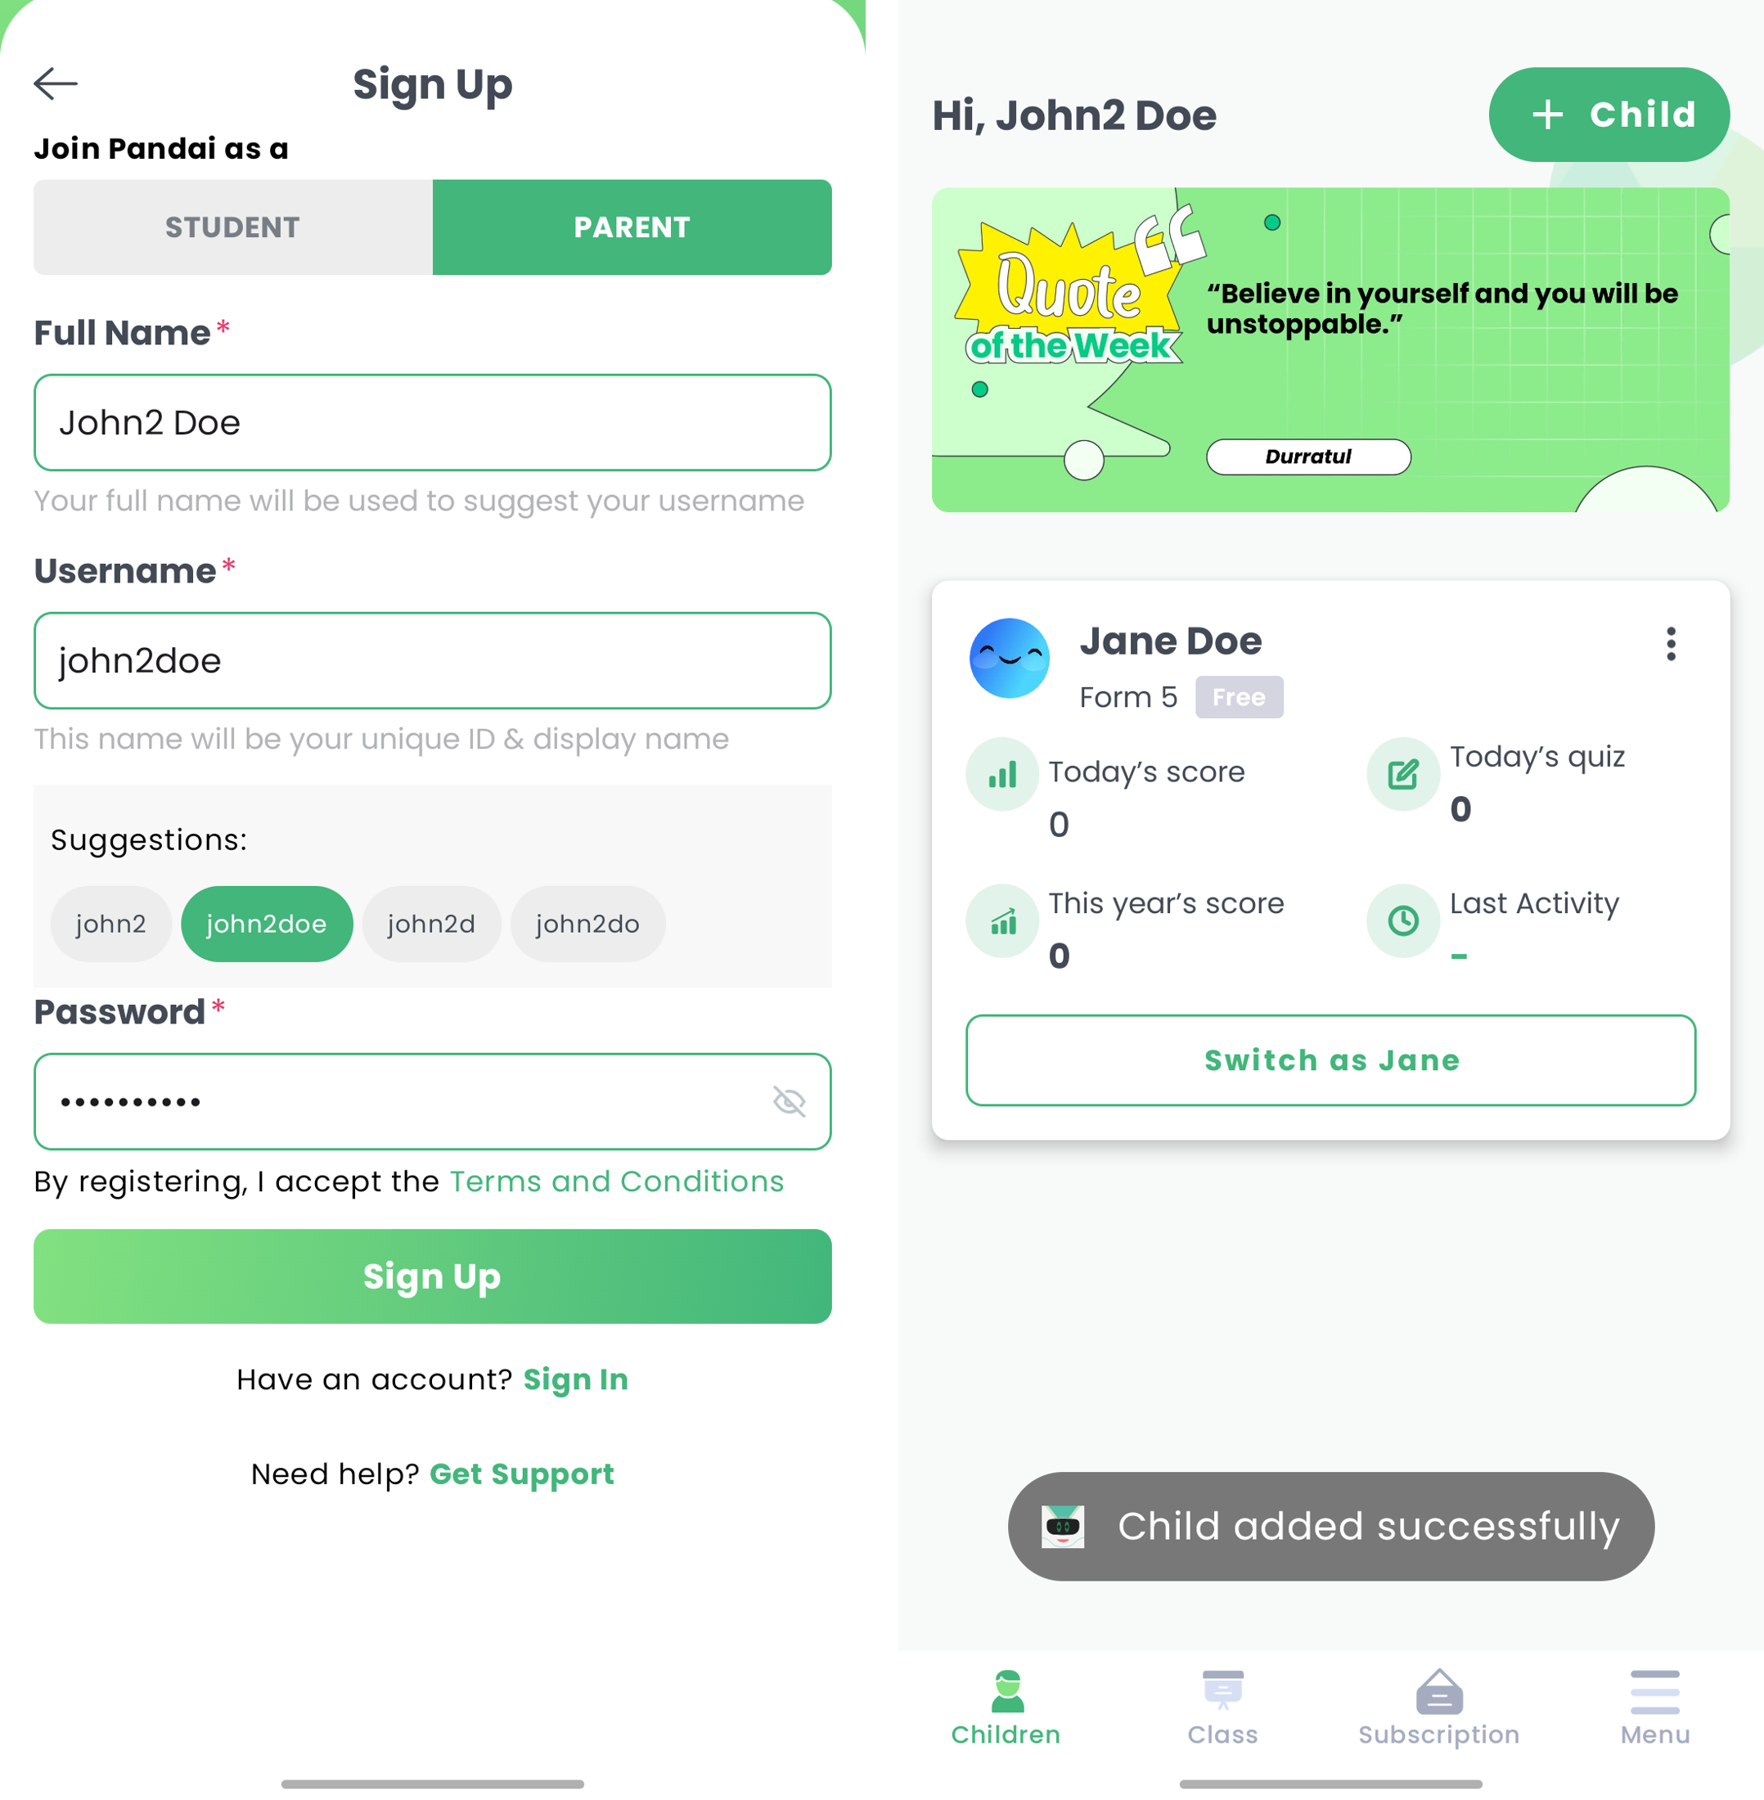 Sign Up
Join Pandai as a
STUDENT
PARENT
Full Name*
John2 Doe
Your full name will be used to suggest your username
Username*
john2doe
This name will be your unique ID & display name
Suggestions:
john2
john2doe
john2d
john2do
Password*
••••••••••
By registering, I accept the Terms and Conditions
Sign Up
Have an account? Sign In
Need help? Get Support
Hi, John2 Doe
+ Child
Quote
of the Week
“Believe in yourself and you will be
unstoppable.”
Durratul
Jane Doe
Form 5 Free
Today’s score
0
Today’s quiz
0
This year’s score
0
Last Activity
-
Switch as Jane
Child added successfully
Children
Class
Subscription
Menu